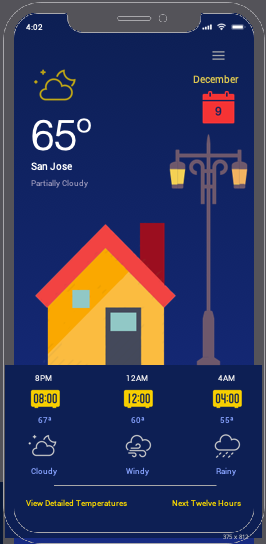 4:02
December
9
65°
San Jose
Partially Cloudy
8PM 12AM 4AM
08:00 12:00 04:00
67ª 60ª 55ª
Cloudy Windy Rainy
View Detailed Temperatures Next Twelve Hours
375 x 812